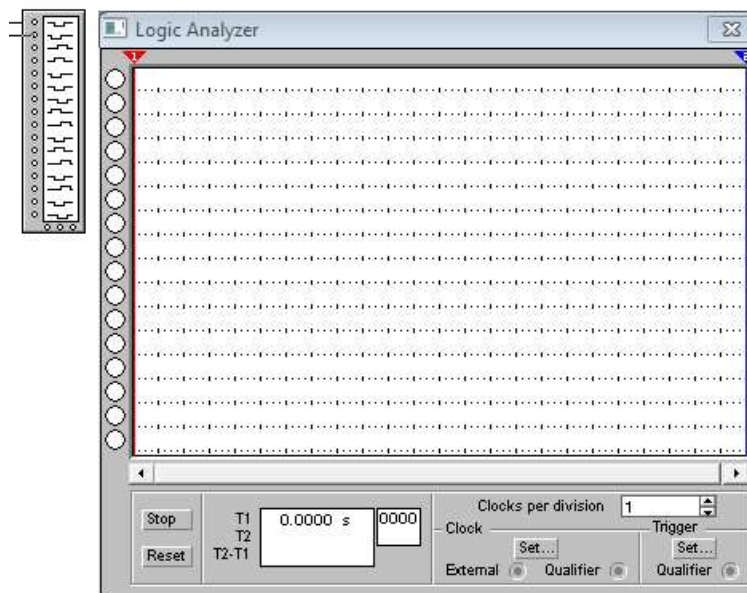 Logic Analyzer
1
Stop
Reset
T1
T2
T2-T1
0.0000 s
0000
Clocks per division
1
Clock
Set...
External
Qualifier
Trigger
Set...
Qualifier